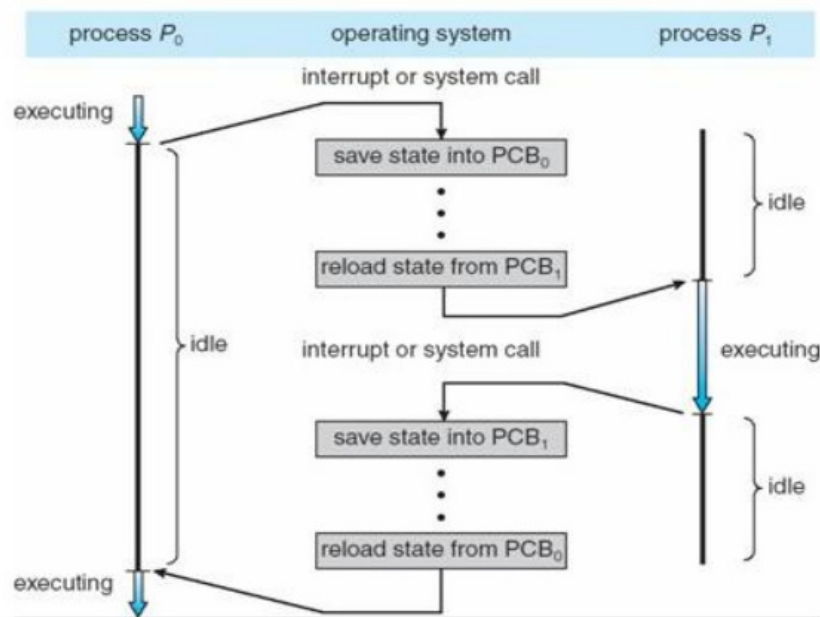 process P₀ operating system process P₁
interrupt or system call
executing
save state into PCB₀
idle
reload state from PCB₁
idle
interrupt or system call
executing
save state into PCB₁
idle
reload state from PCB₀
executing